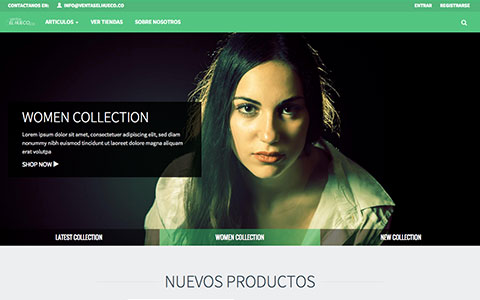 CONTACTAROS EN:
INFO@VENTASELHUECO.CO
ENTRAR
REGISTRARSE
EL HUECO
ARTICULOS
VER TIENDAS
SOBRE NOSOTROS
WOMEN COLLECTION
Lorem ipsum dolor sit amet, consectetuer adipiscing elit, sed diam
nonummy nibh euismod tincidunt ut laoreet dolore magna aliquam
erat volutpa
SHOP NOW
LATEST COLLECTION
WOMEN COLLECTION
NEW COLLECTION
NUEVOS PRODUCTOS